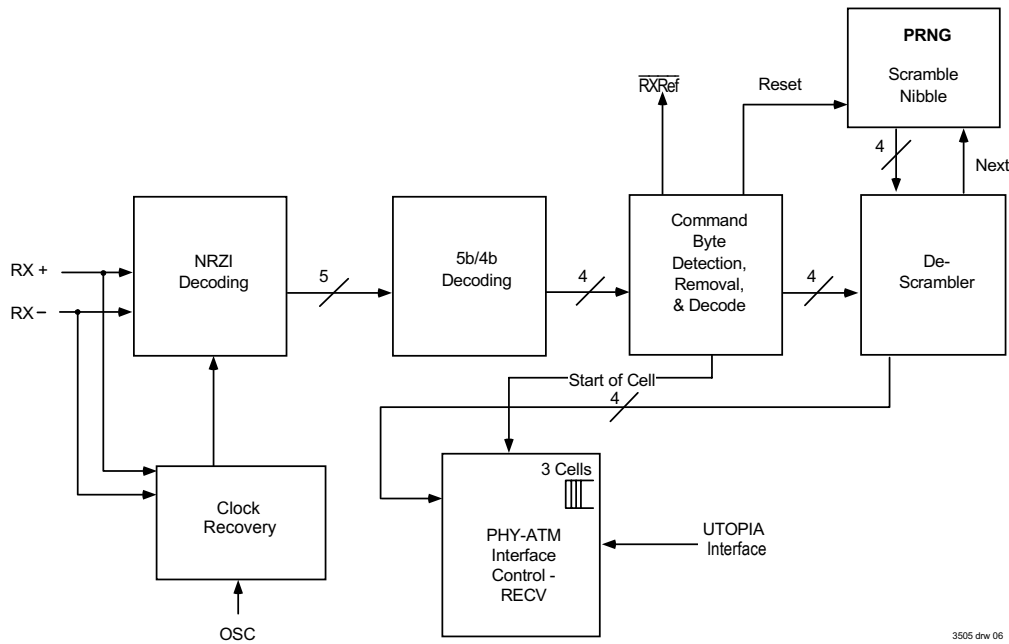 PRNG
Scramble
Nibble
RXRef
Reset
4
Next
RX +
RX –
NRZI
Decoding
5
5b/4b
Decoding
4
Command
Byte
Detection,
Removal,
& Decode
4
De-
Scrambler
Start of Cell
4
Clock
Recovery
OSC
3 Cells
PHY-ATM
Interface
Control -
RECV
UTOPIA
Interface
3505 drw 06